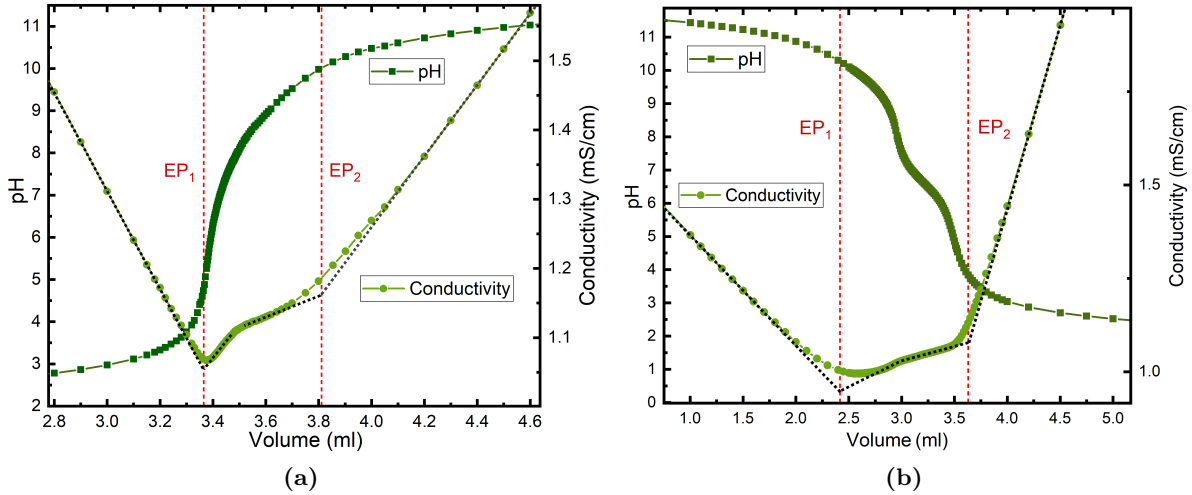 11
10
9
8
7
6
5
4
3
2
pH
pH
EP1
EP2
Conductivity
1.5
1.4
1.3
1.2
1.1
Conductivity (mS/cm)
2.8 3.0 3.2 3.4 3.6 3.8 4.0 4.2 4.4 4.6
Volume (ml)
(a)
11
10
9
8
7
6
5
4
3
2
1
0
pH
pH
EP1
EP2
Conductivity
1.5
1.0
Conductivity (mS/cm)
1.0 1.5 2.0 2.5 3.0 3.5 4.0 4.5 5.0
Volume (ml)
(b)